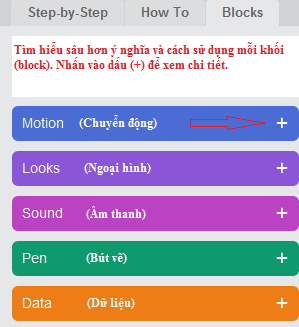 Step-by-Step How To Blocks
Tìm hiểu sâu hơn ý nghĩa và cách sử dụng mỗi khối
(block). Nhấn vào dấu (+) để xem chi tiết.
Motion (Chuyển động) +
Looks (Ngoại hình) +
Sound (Âm thanh) +
Pen (Bút vẽ) +
Data (Dữ liệu) +